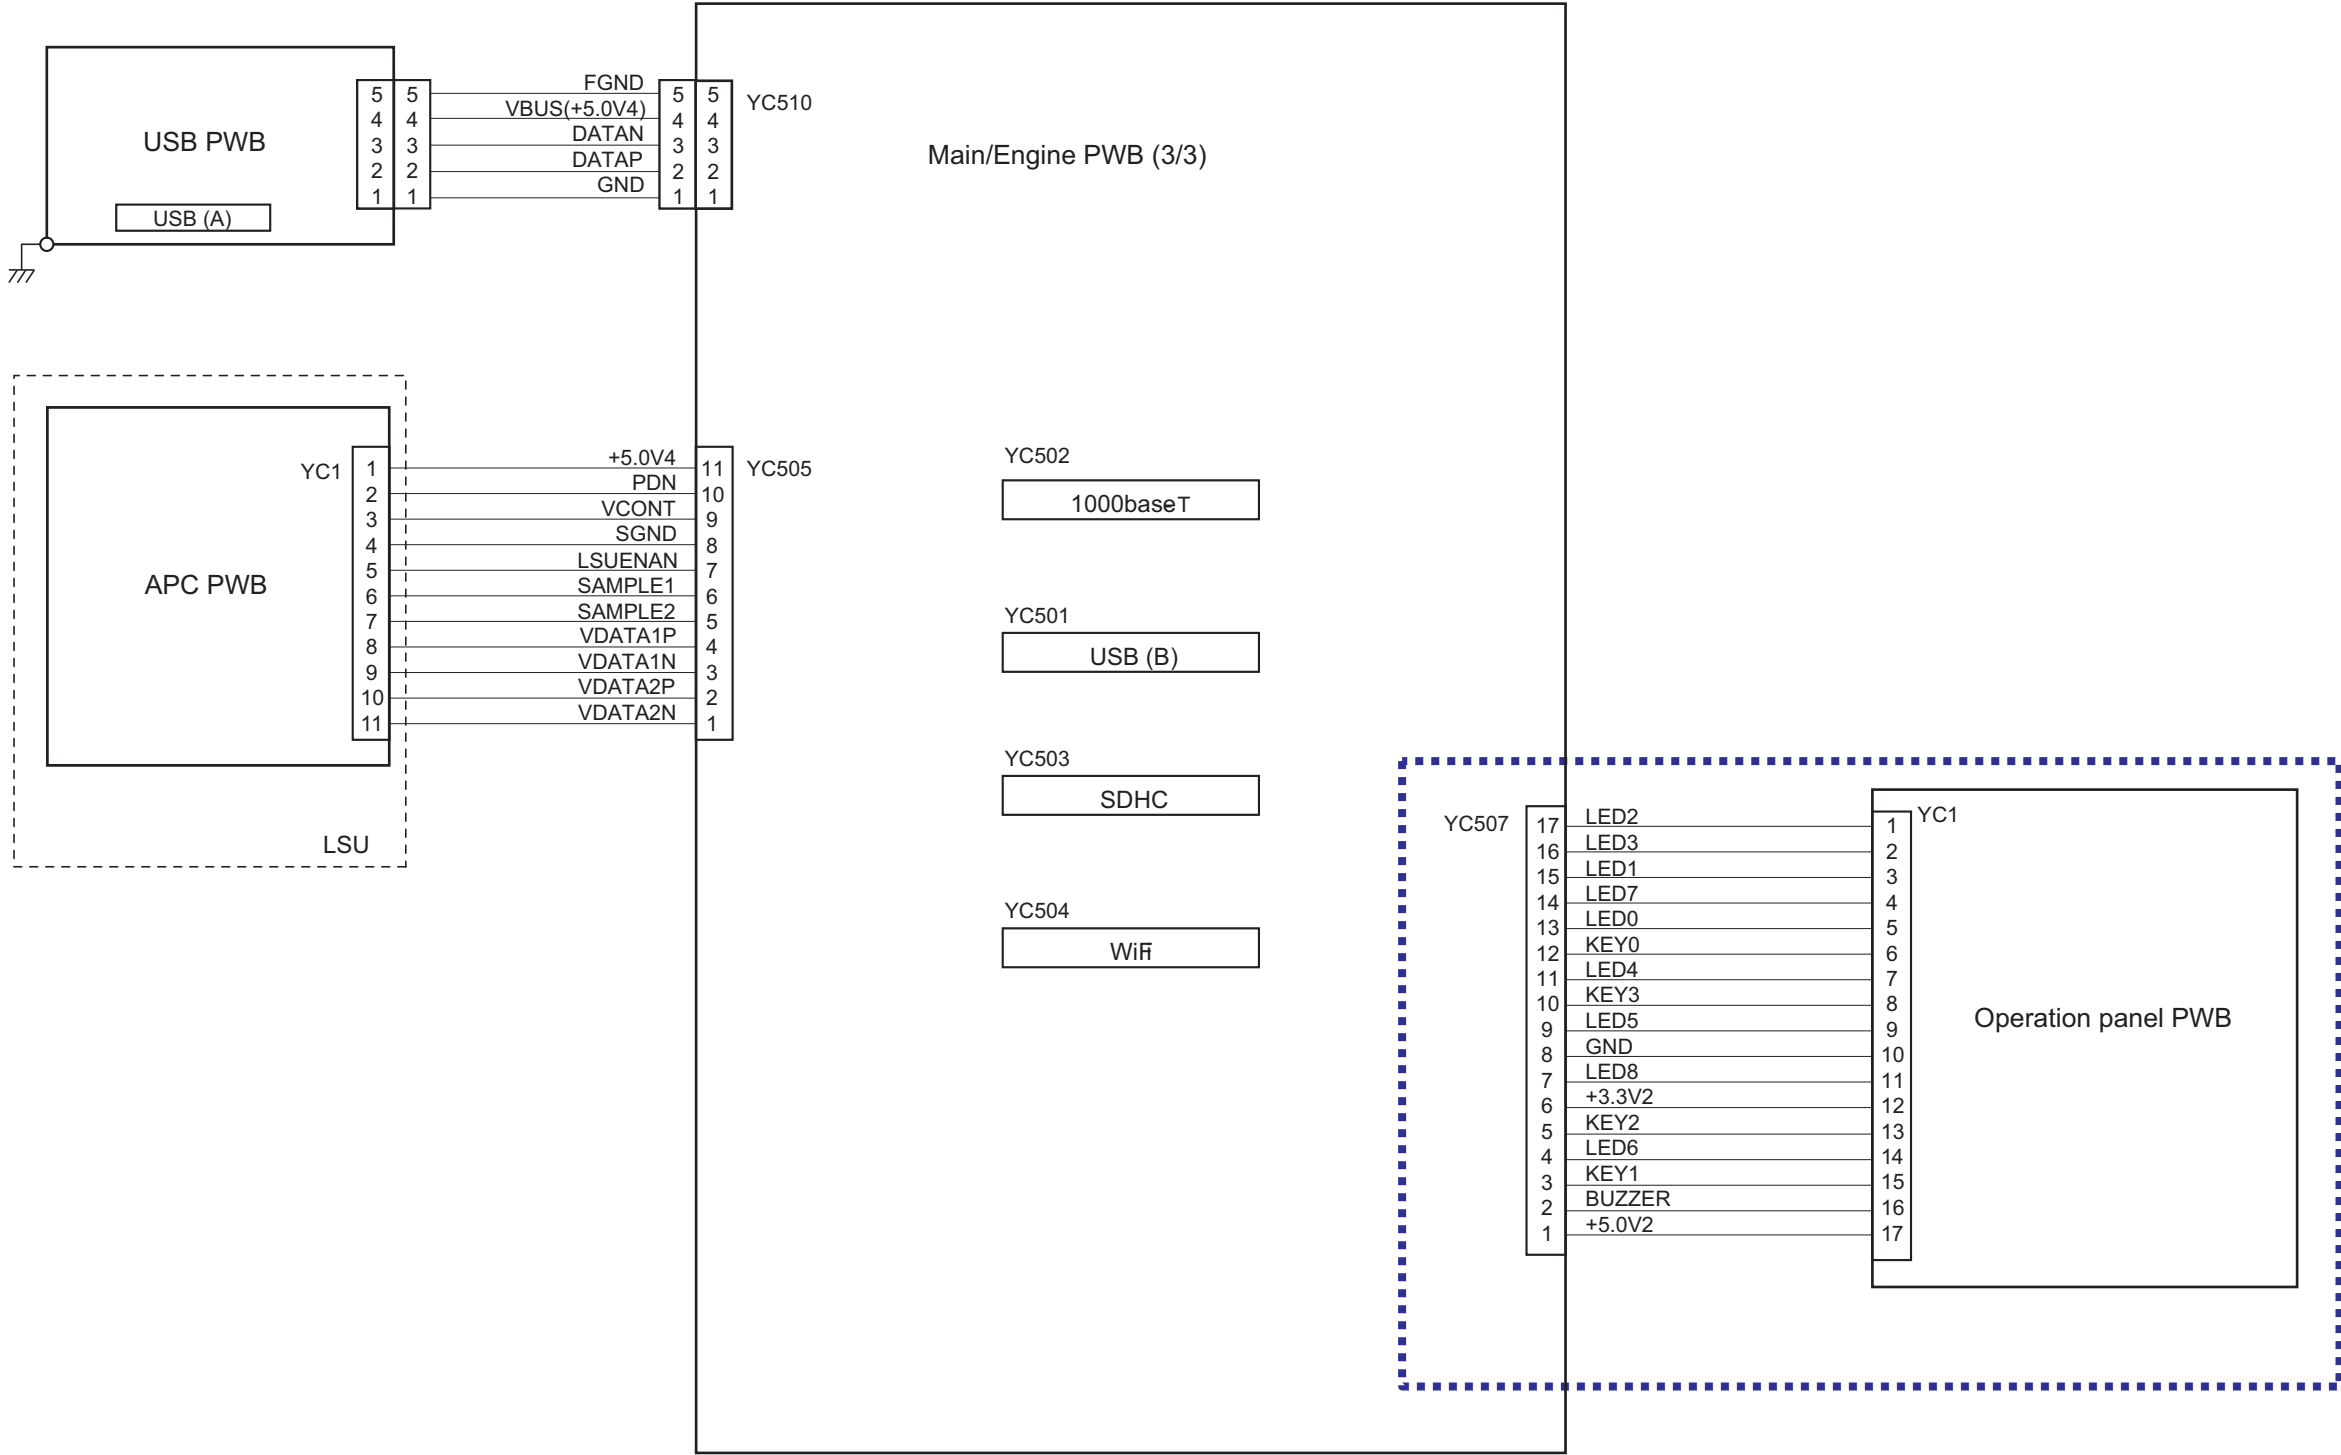 Main/Engine PWB (3/3)
USB PWB
USB (A)
5 5 FGND 5 5 YC510
4 4 VBUS(+5.0V4) 4 4
3 3 DATAN 3 3
2 2 DATAP 2 2
1 1 GND 1 1
APC PWB
LSU
YC1 1 +5.0V4 11 YC505
2 PDN 10
3 VCONT 9
4 SGND 8
5 LSUENAN 7
6 SAMPLE1 6
7 SAMPLE2 5
8 VDATA1P 4
9 VDATA1N 3
10 VDATA2P 2
11 VDATA2N 1
YC502
1000baseT
YC501
USB (B)
YC503
SDHC
YC504
WiFi
YC507 17 LED2 1 YC1
16 LED3 2
15 LED1 3
14 LED7 4
13 LED0 5
12 KEY0 6
11 LED4 7
10 KEY3 8
9 LED5 9
8 GND 10
7 LED8 11
6 +3.3V2 12
5 KEY2 13
4 LED6 14
3 KEY1 15
2 BUZZER 16
1 +5.0V2 17
Operation panel PWB